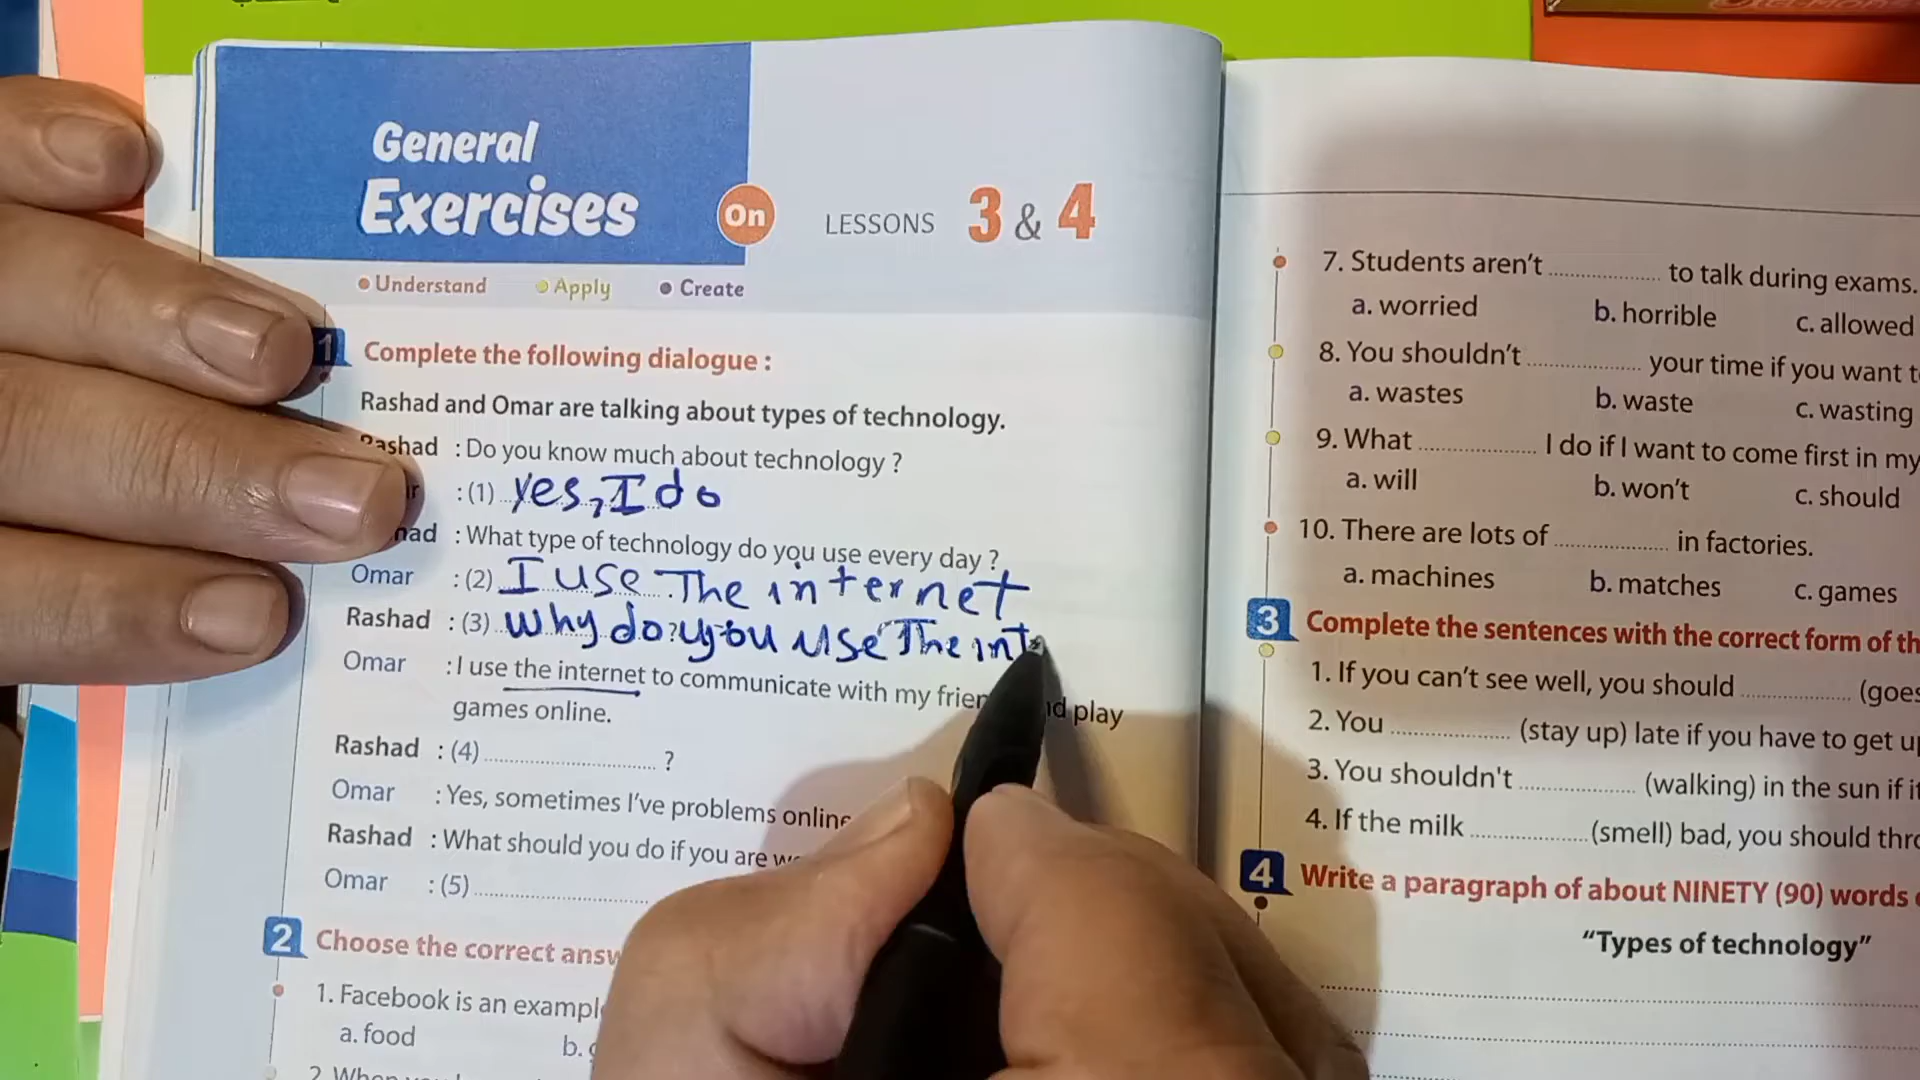 General
Exercises On LESSONS 3 & 4
Understand Apply Create
1 Complete the following dialogue :
Rashad and Omar are talking about types of technology.
Rashad : Do you know much about technology ?
: (1) yes, I do
: What type of technology do you use every day ?
Omar : (2) I use The internet
Rashad : (3) Why do you use The int
Omar : I use the internet to communicate with my play
games online.
Rashad : (4) ?
Omar : Yes, sometimes I've problems online
Rashad : What should you do if you are
Omar : (5)
2 Choose the correct
1. Facebook is an
a. food b.
2.
7. Students aren't to talk during exams.
a. worried b. horrible c. allowed
8. You shouldn't your time if you want
a. wastes b. waste c. wasting
9. What I do if I want to come first in my
a. will b. won't c. should
10. There are lots of in factories.
a. machines b. matches c. games
3 Complete the sentences with the correct form of
1. If you can't see well, you should (goes
2. You (stay up) late if you have to get
3. You shouldn't (walking) in the sun if
4. If the milk (smell) bad, you should
4 Write a paragraph of about NINETY (90) words
"Types of technology"